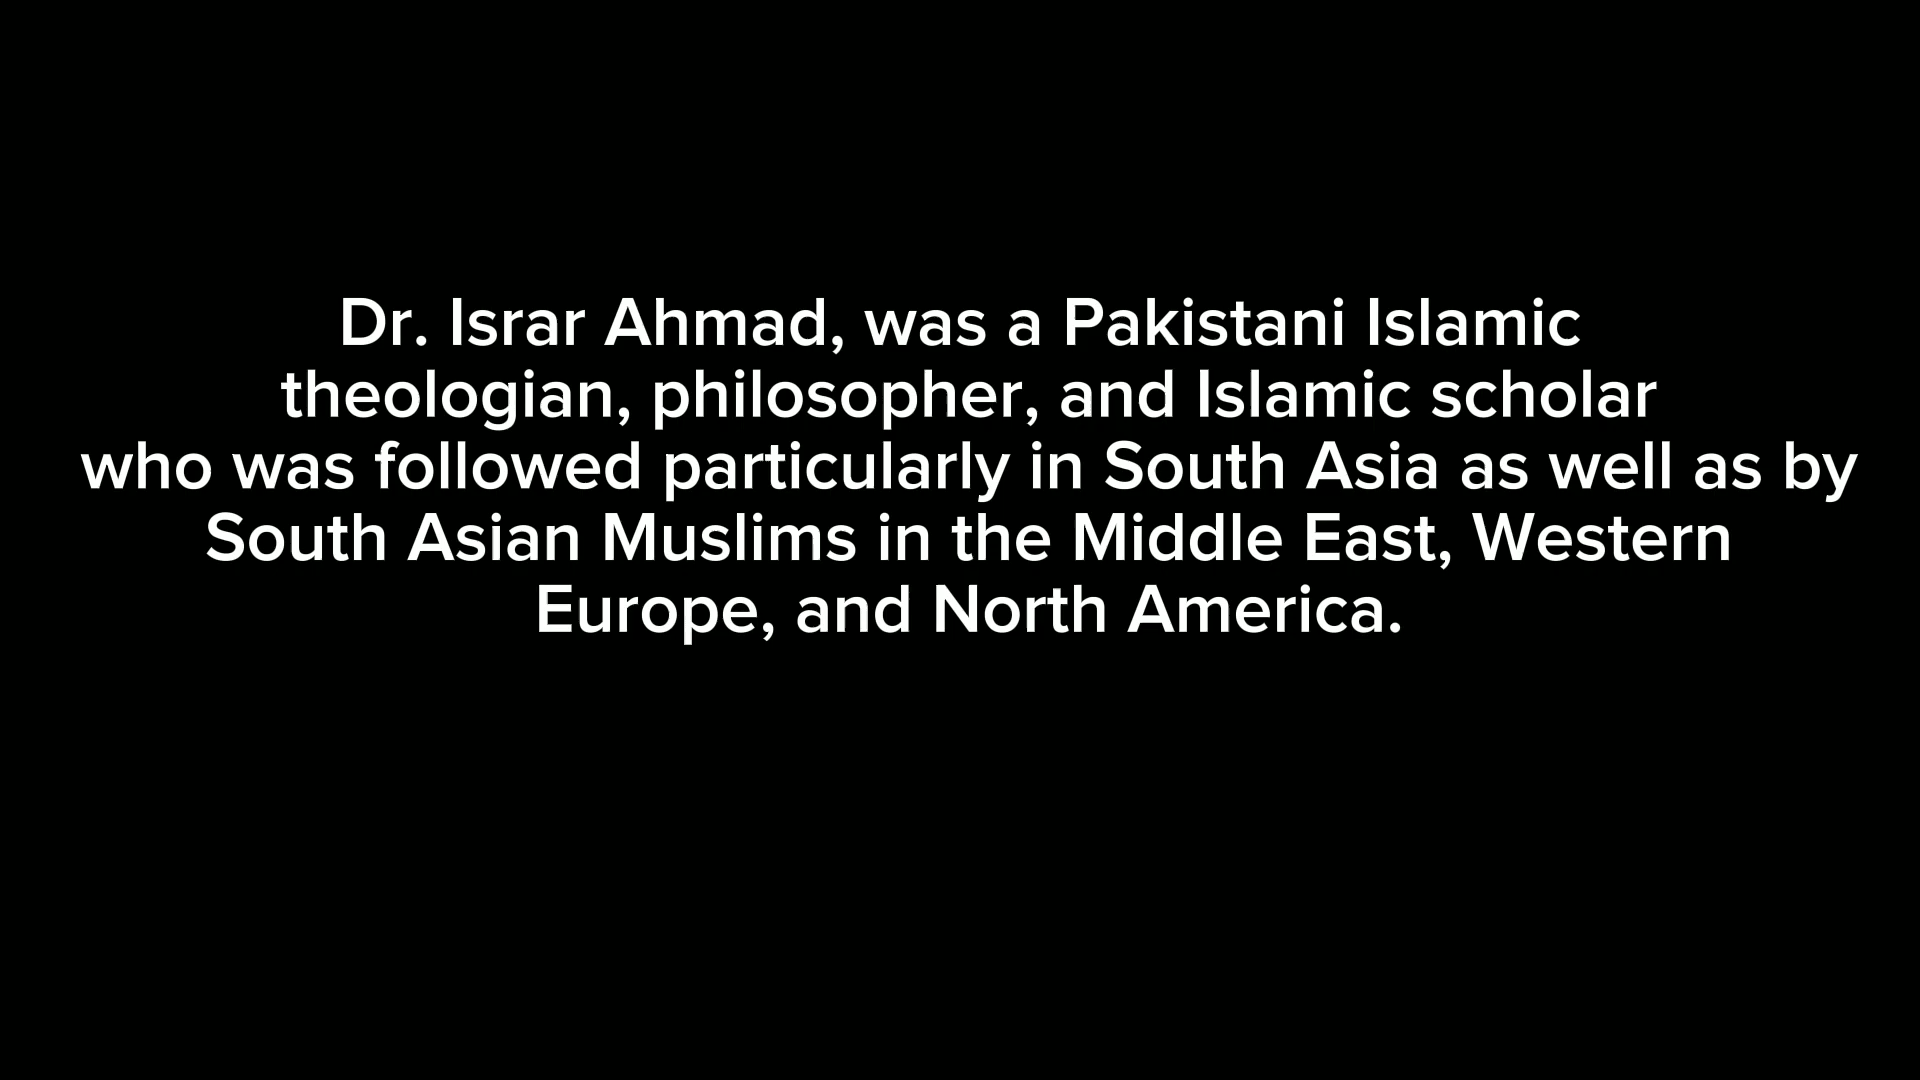 Dr. Israr Ahmad, was a Pakistani Islamic
theologian, philosopher, and Islamic scholar
who was followed particularly in South Asia as well as by
South Asian Muslims in the Middle East, Western
Europe, and North America.